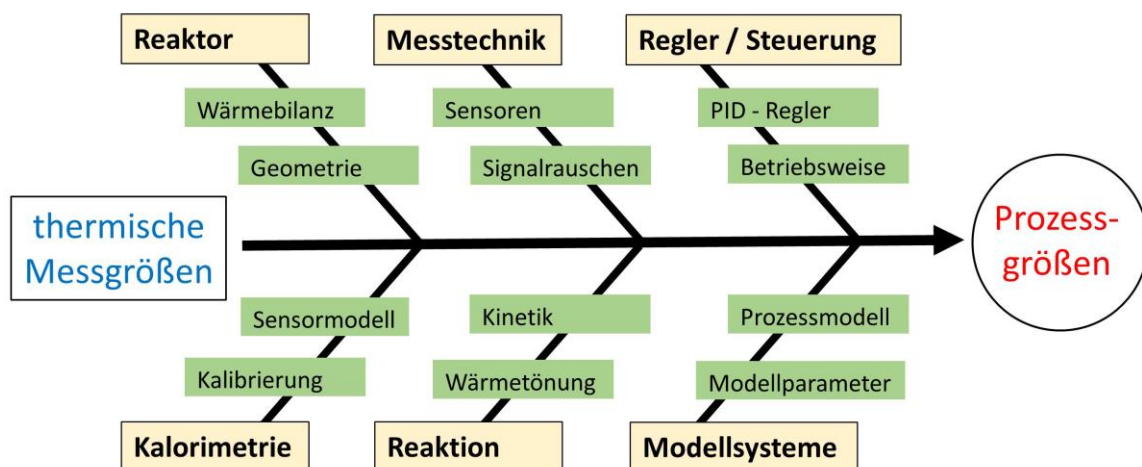 Reaktor
Messtechnik
Regler / Steuerung
Wärmebilanz
Sensoren
PID - Regler
Geometrie
Signalrauschen
Betriebsweise
thermische
Messgrößen
Prozess-
größen
Sensormodell
Kinetik
Prozessmodell
Kalibrierung
Wärmetönung
Modellparameter
Kalorimetrie
Reaktion
Modellsysteme